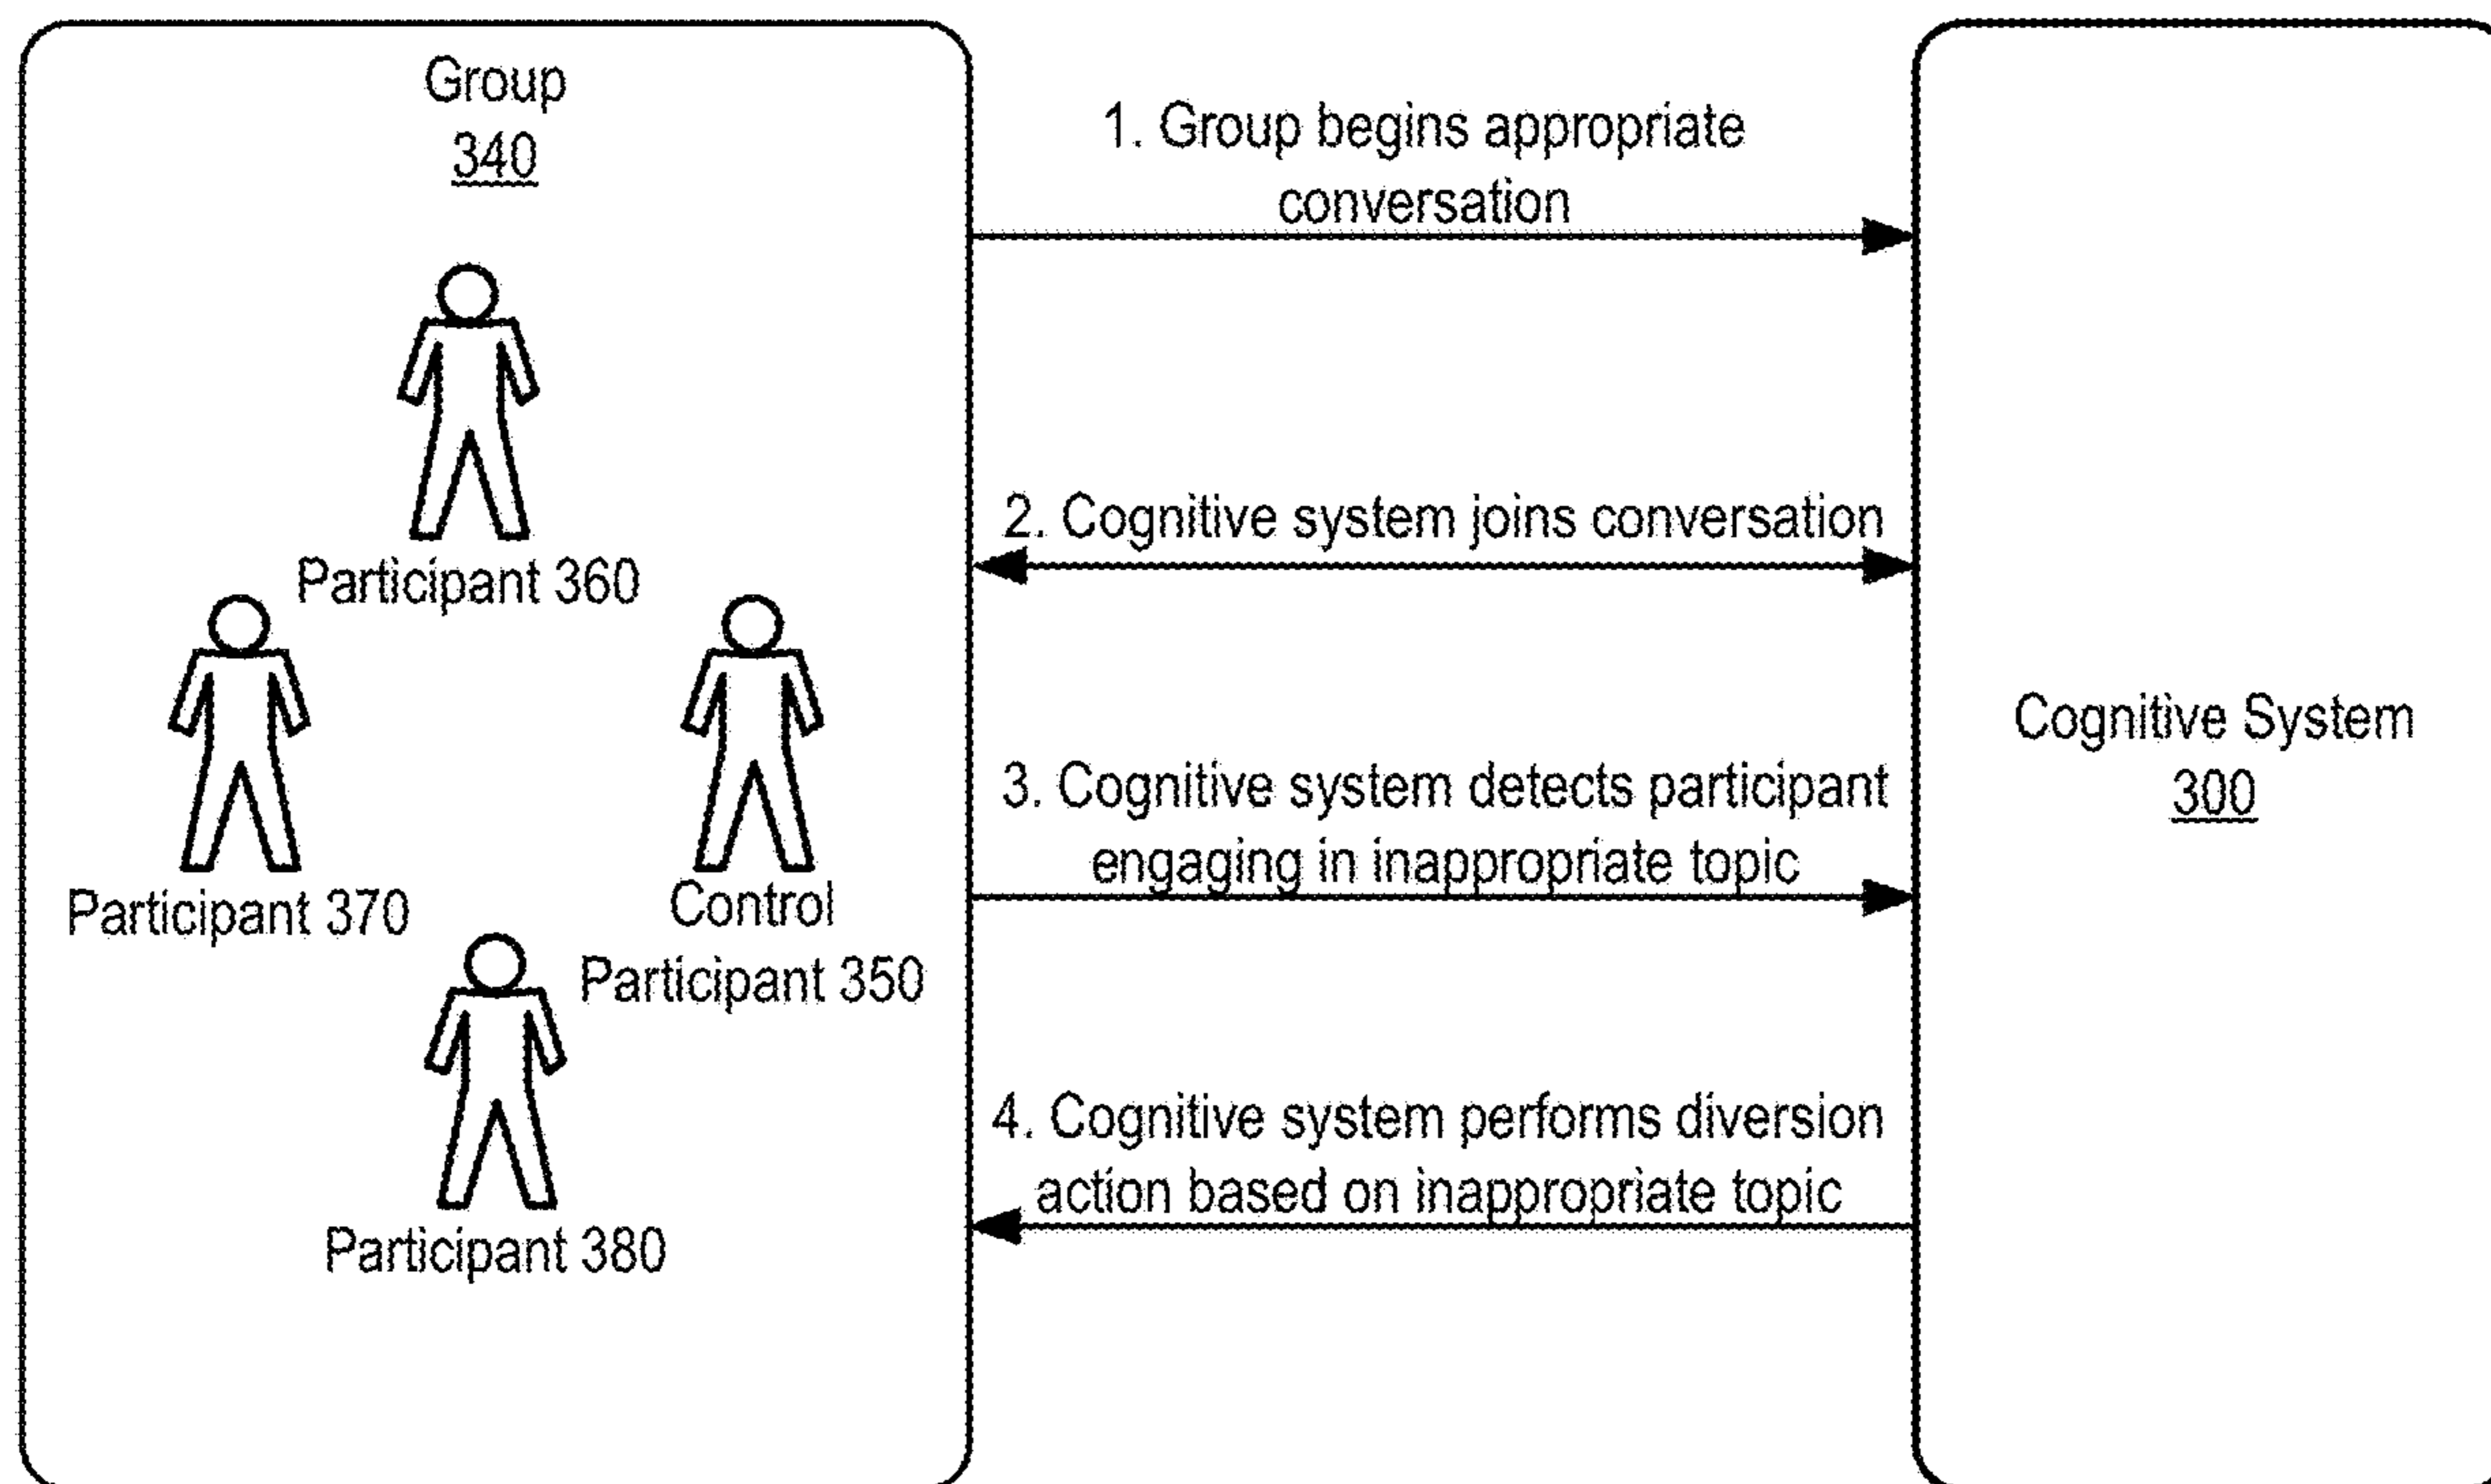 Group
340
Participant 360
Participant 370
Control
Participant 350
Participant 380
1. Group begins appropriate
conversation
2. Cognitive system joins conversation
3. Cognitive system detects participant
engaging in inappropriate topic
4. Cognitive system performs diversion
action based on inappropriate topic
Cognitive System
300